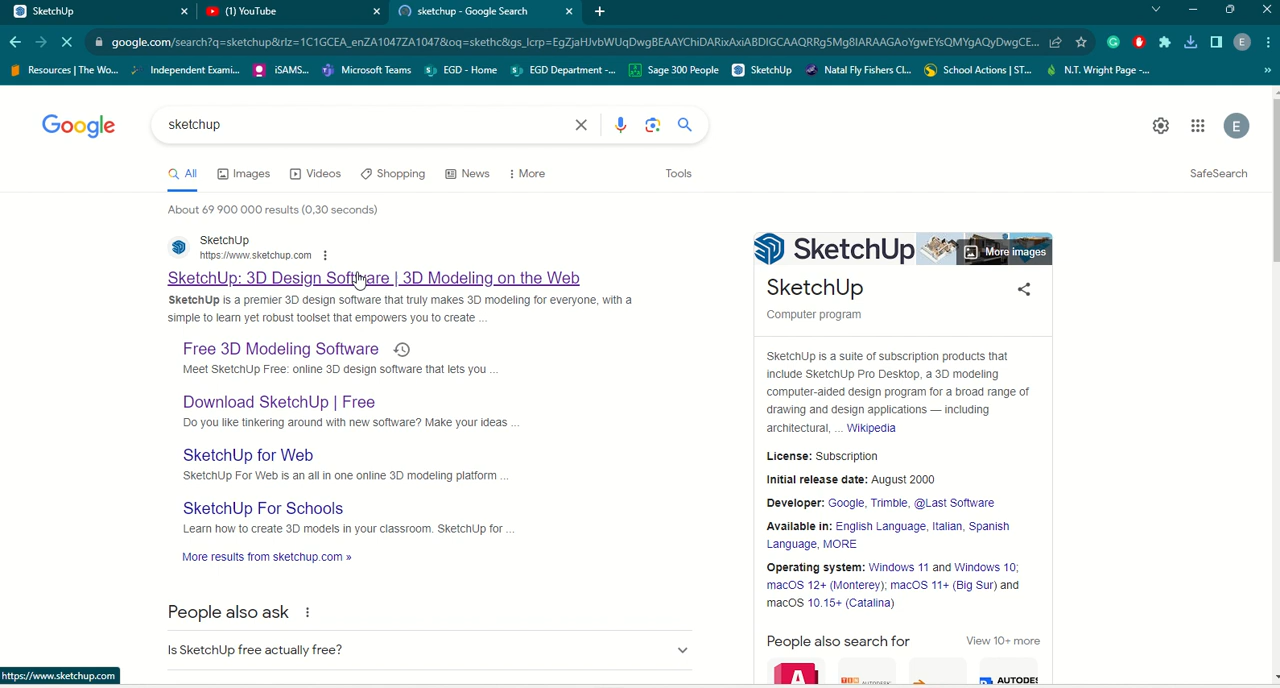 SketchUp
(1) YouTube
sketchup - Google Search
google.com/search?q=sketchup&rlz=1C1GCEA_enZA1047ZA1047&oq=skethc&gs_lcrp=EgZjaHJvbWUqDwgBEAAYChiDARixAxiABDIGCAAQRRg5Mg8IARAAGAoYgwEYsQMYgAQyDwgC...
Resources | The Wo...
Independent Exami...
iSAMS...
Microsoft Teams
EGD - Home
EGD Department -...
Sage 300 People
SketchUp
Natal Fly Fishers Cl...
School Actions | ST...
N.T. Wright Page -...
»
Google
sketchup
E
All
Images
Videos
Shopping
News
More
Tools
SafeSearch
About 69 900 000 results (0,30 seconds)
SketchUp
https://www.sketchup.com
SketchUp: 3D Design Software | 3D Modeling on the Web
SketchUp is a premier 3D design software that truly makes 3D modeling for everyone, with a
simple to learn yet robust toolset that empowers you to create ...
Free 3D Modeling Software
Meet SketchUp Free: online 3D design software that lets you ...
Download SketchUp | Free
Do you like tinkering around with new software? Make your ideas ...
SketchUp for Web
SketchUp For Web is an all in one online 3D modeling platform ...
SketchUp For Schools
Learn how to create 3D models in your classroom. SketchUp for ...
More results from sketchup.com »
People also ask
Is SketchUp free actually free?
https://www.sketchup.com
SketchUp
More images
SketchUp
Computer program
SketchUp is a suite of subscription products that
include SketchUp Pro Desktop, a 3D modeling
computer-aided design program for a broad range of
drawing and design applications — including
architectural, ... Wikipedia
License: Subscription
Initial release date: August 2000
Developer: Google, Trimble, @Last Software
Available in: English Language, Italian, Spanish
Language, MORE
Operating system: Windows 11 and Windows 10;
macOS 12+ (Monterey); macOS 11+ (Big Sur) and
macOS 10.15+ (Catalina)
People also search for
View 10+ more